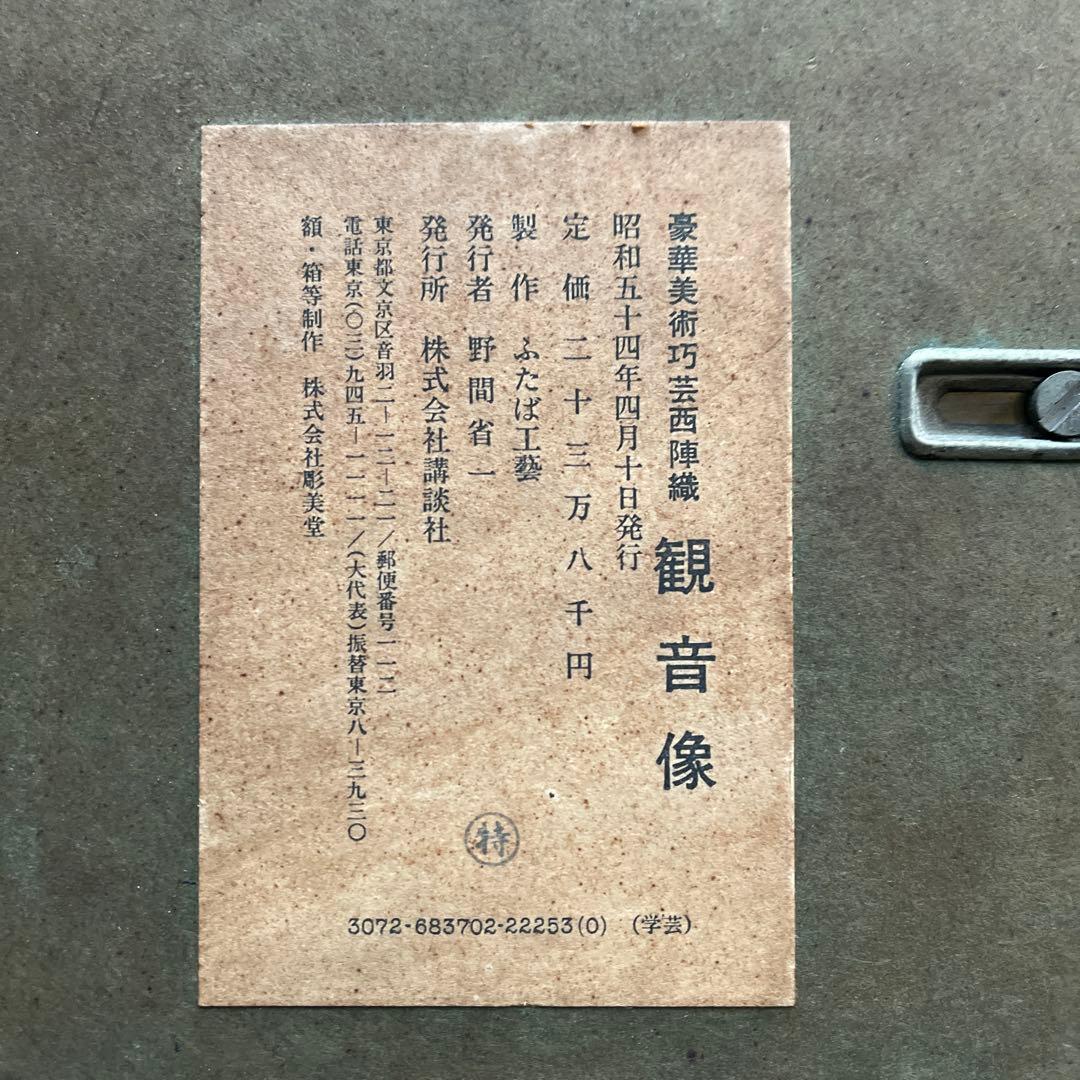 豪華美術巧芸西陣織 観音像
昭和五十四年四月十日発行
定価 二十三万八千円
製作 ふたば工藝
発行者 野間省一
発行所 株式会社講談社
東京都文京区音羽二ー一二ー二一/郵便番号一一二
電話東京(〇三)九四五ー一一一一/(大代表)振替東京八ー三九三〇
額・箱等制作 株式会社彫美堂
特
3072-683702-2253(0) (学芸)